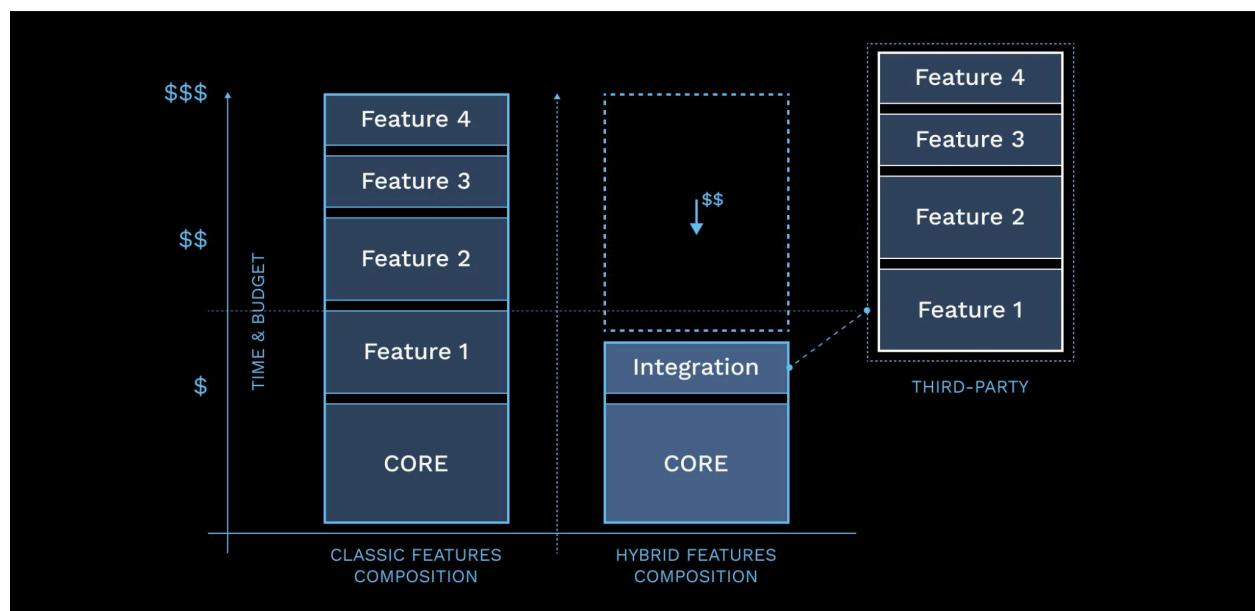 $$$
$$
$
TIME & BUDGET
Feature 4
Feature 3
Feature 2
Feature 1
CORE
CLASSIC FEATURES
COMPOSITION
$$
Integration
CORE
HYBRID FEATURES
COMPOSITION
Feature 4
Feature 3
Feature 2
Feature 1
THIRD-PARTY